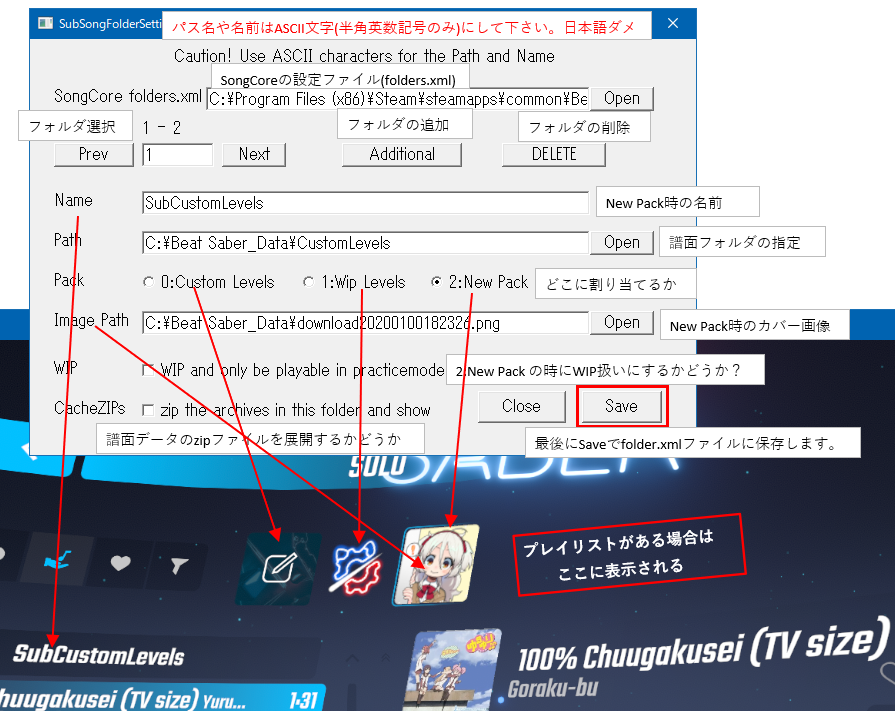 SubSongFolderSetti
パス名や名前はASCII文字(半角英数記号のみ)にして下さい。日本語ダメ
Caution! Use ASCII characters for the Path and Name
SongCoreの設定ファイル(folders.xml)
SongCore folders.xml
C:¥Program Files (x86)¥Steam¥steamapps¥common¥Be
Open
フォルダ選択
1 - 2
フォルダの追加
フォルダの削除
Prev
1
Next
Additional
DELETE
Name
SubCustomLevels
New Pack時の名前
Path
C:¥Beat Saber_Data¥CustomLevels
Open
譜面フォルダの指定
Pack
0:Custom Levels
1:Wip Levels
2:New Pack
どこに割り当てるか
Image Path
C:¥Beat Saber_Data¥download20200100182326.png
Open
New Pack時のカバー画像
WIP
WIP and only be playable in practicemode
2.New Pack の時にWIP扱いにするかどうか？
CacheZIPs
zip the archives in this folder and show
Close
Save
譜面データのzipファイルを展開するかどうか
最後にSaveでfolder.xmlファイルに保存します。
SOLO
SABER
プレイリストがある場合は
ここに表示される
SubCustomLevels
100% Chuugakusei (TV size)
Goraku-bu
huugakusei (TV size) Yuru...
1:31